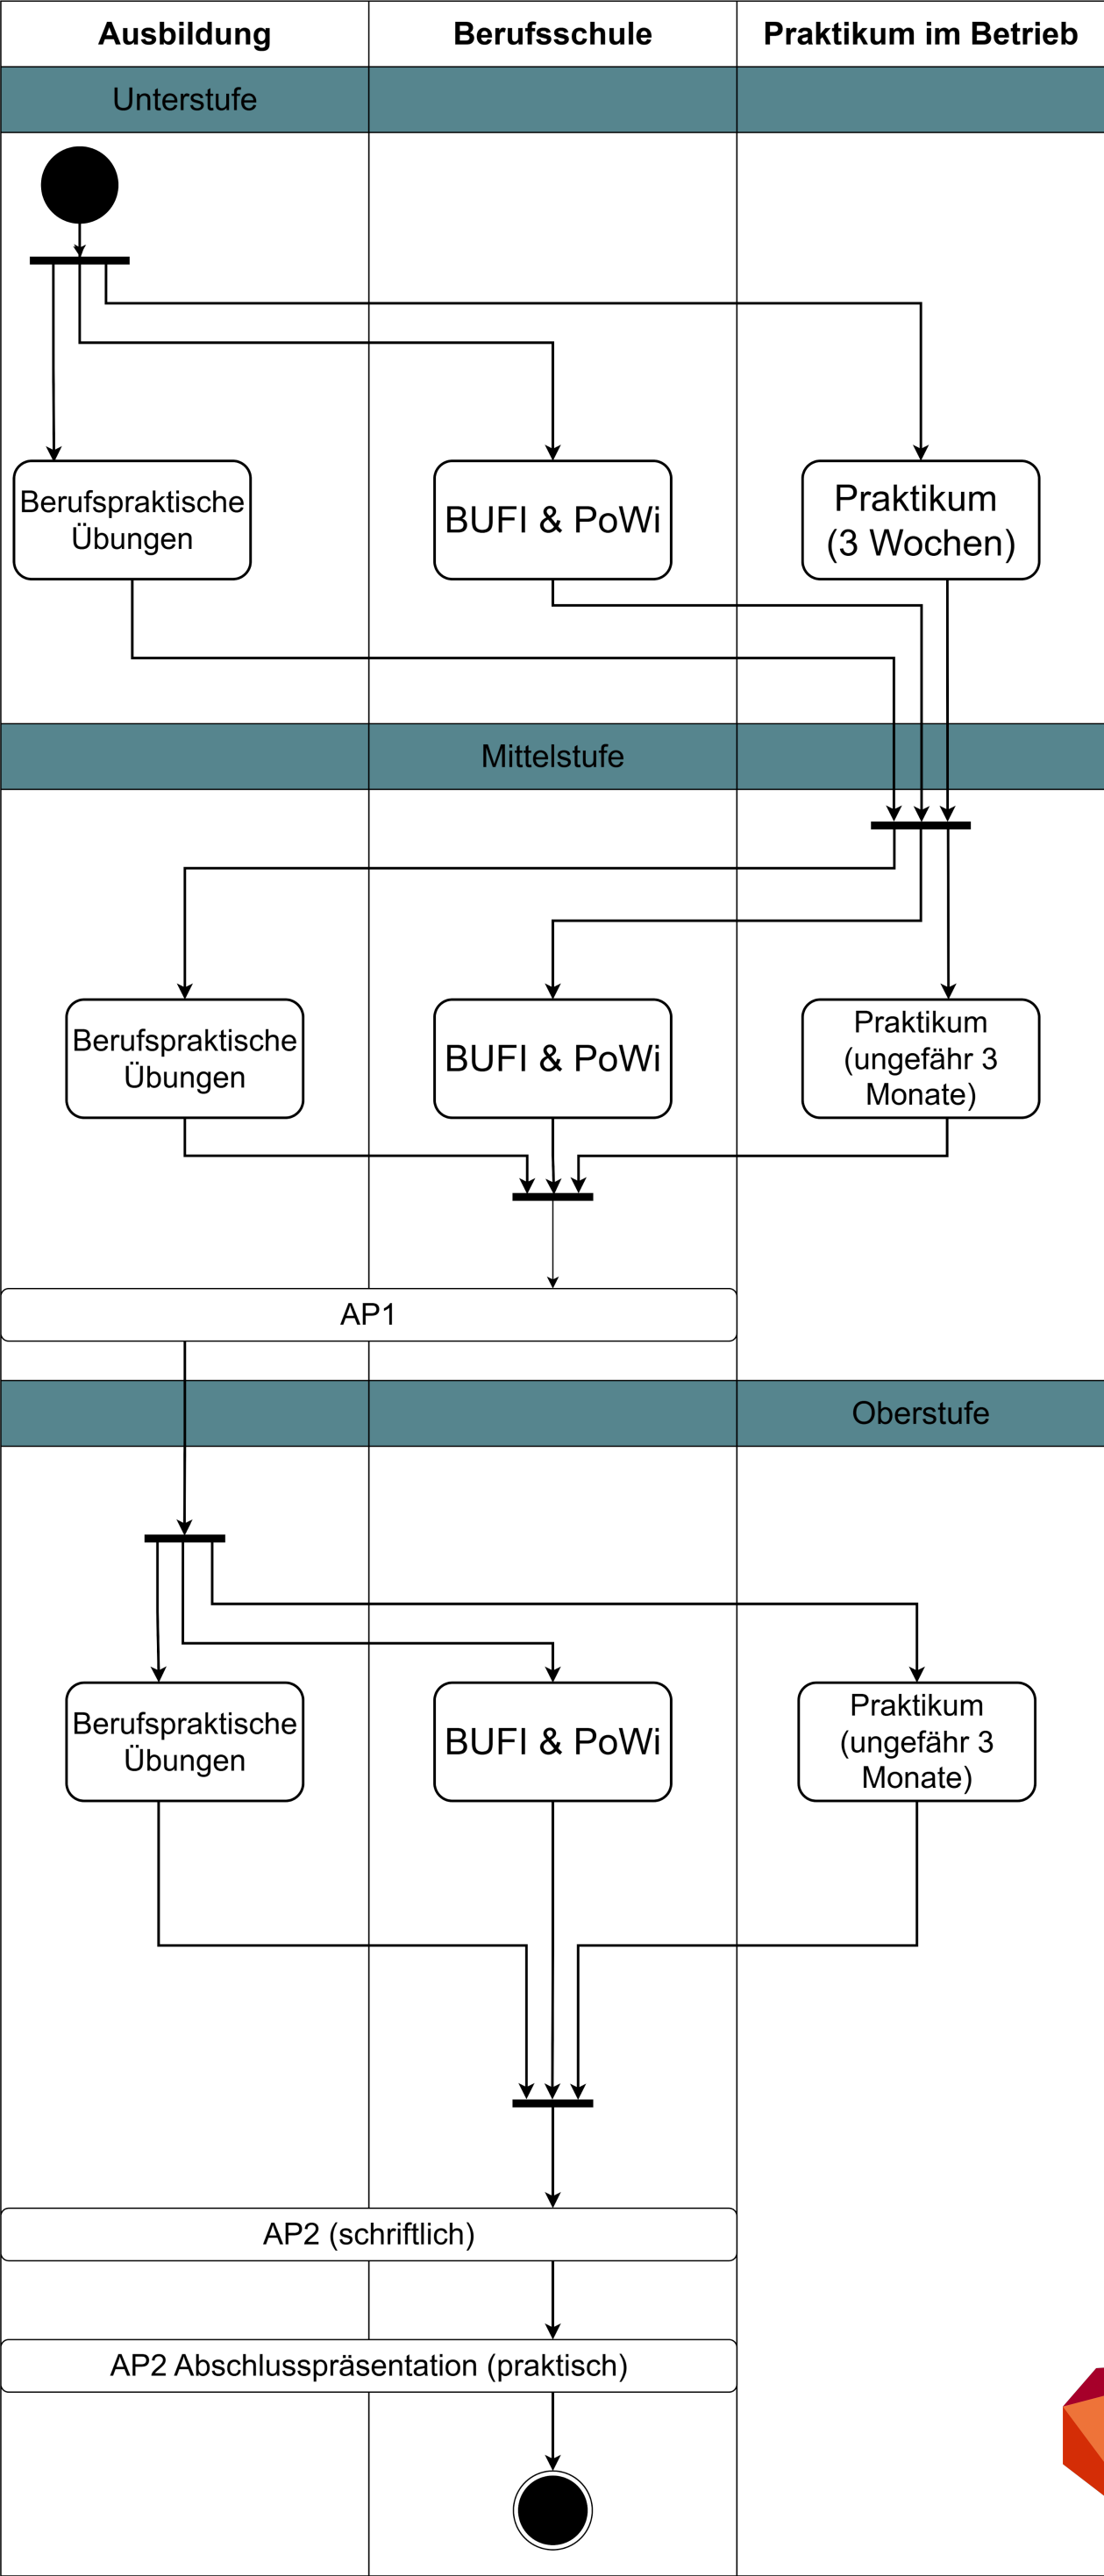 Ausbildung
Berufsschule
Praktikum im Betrieb
Unterstufe
Berufspraktische
Übungen
BUFI & PoWi
Praktikum
(3 Wochen)
Mittelstufe
Berufspraktische
Übungen
BUFI & PoWi
Praktikum
(ungefähr 3
Monate)
AP1
Oberstufe
Berufspraktische
Übungen
BUFI & PoWi
Praktikum
(ungefähr 3
Monate)
AP2 (schriftlich)
AP2 Abschlusspräsentation (praktisch)